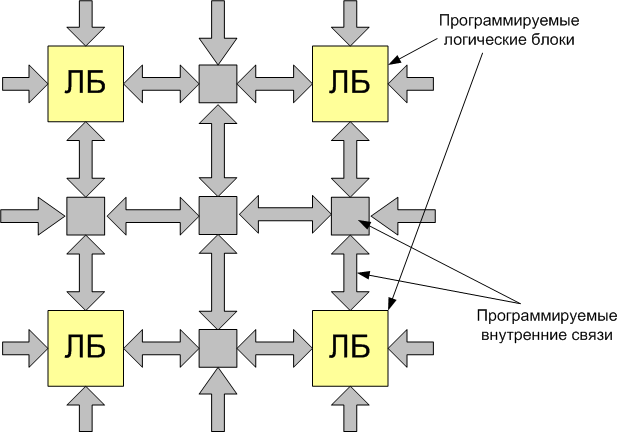 Программируемые
логические блоки
ЛБ
ЛБ
Программируемые
внутренние связи
ЛБ
ЛБ